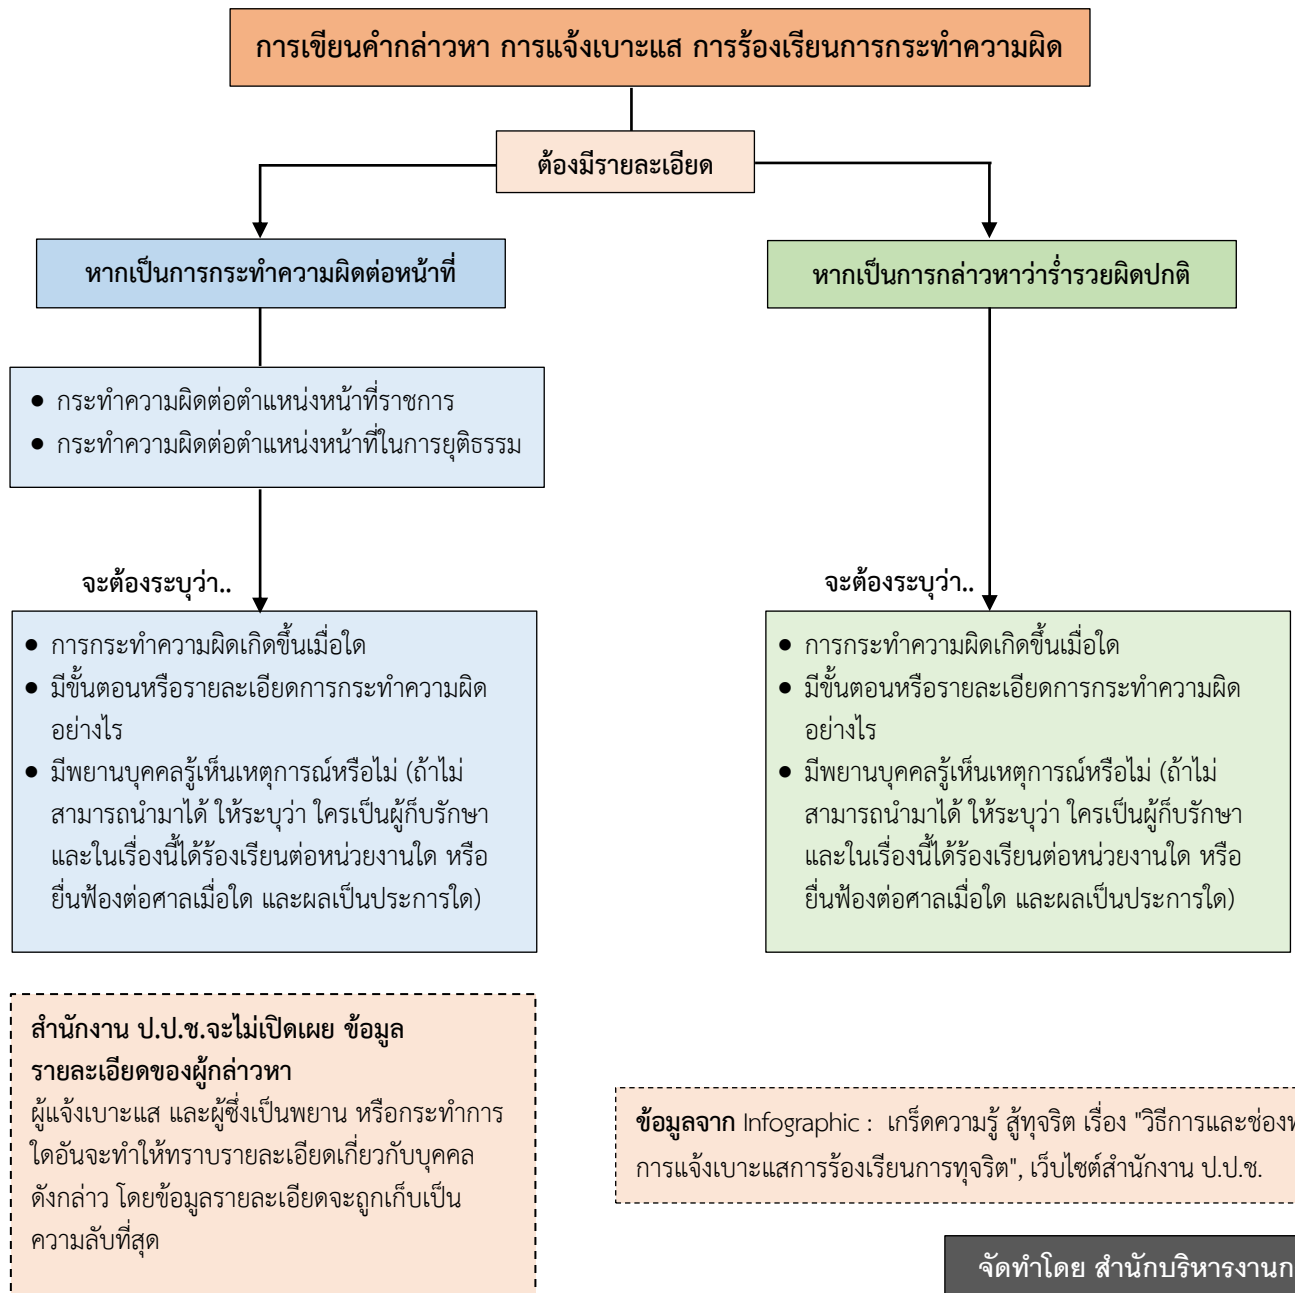 การเขียนคำกล่าวหา การแจ้งเบาะแส การร้องเรียนการกระทำความผิด
ต้องมีรายละเอียด
หากเป็นการกระทำความผิดต่อหน้าที่
หากเป็นการกล่าวหาว่าร่ำรวยผิดปกติ
● กระทำความผิดต่อตำแหน่งหน้าที่ราชการ
● กระทำความผิดต่อตำแหน่งหน้าที่ในการยุติธรรม
จะต้องระบุว่า..
● การกระทำความผิดเกิดขึ้นเมื่อใด
● มีขั้นตอนหรือรายละเอียดการกระทำความผิด
อย่างไร
● มีพยานบุคคลรู้เห็นเหตุการณ์หรือไม่ (ถ้าไม่
สามารถนำมาได้ ให้ระบุว่า ใครเป็นผู้ก็บรักษา
และในเรื่องนี้ได้ร้องเรียนต่อหน่วยงานใด หรือ
ยื่นฟ้องต่อศาลเมื่อใด และผลเป็นประการใด)
จะต้องระบุว่า..
● การกระทำความผิดเกิดขึ้นเมื่อใด
● มีขั้นตอนหรือรายละเอียดการกระทำความผิด
อย่างไร
● มีพยานบุคคลรู้เห็นเหตุการณ์หรือไม่ (ถ้าไม่
สามารถนำมาได้ ให้ระบุว่า ใครเป็นผู้ก็บรักษา
และในเรื่องนี้ได้ร้องเรียนต่อหน่วยงานใด หรือ
ยื่นฟ้องต่อศาลเมื่อใด และผลเป็นประการใด)
สำนักงาน ป.ป.ช.จะไม่เปิดเผย ข้อมูล
รายละเอียดของผู้กล่าวหา
ผู้แจ้งเบาะแส และผู้ซึ่งเป็นพยาน หรือกระทำการ
ใดอันจะทำให้ทราบรายละเอียดเกี่ยวกับบุคคล
ดังกล่าว โดยข้อมูลรายละเอียดจะถูกเก็บเป็น
ความลับที่สุด
ข้อมูลจาก Infographic : เกร็ดความรู้ สู้ทุจริต เรื่อง "วิธีการและช่อง
การแจ้งเบาะแสการร้องเรียนการทุจริต", เว็บไซต์สำนักงาน ป.ป.ช.
จัดทำโดย สำนักบริหารงานก